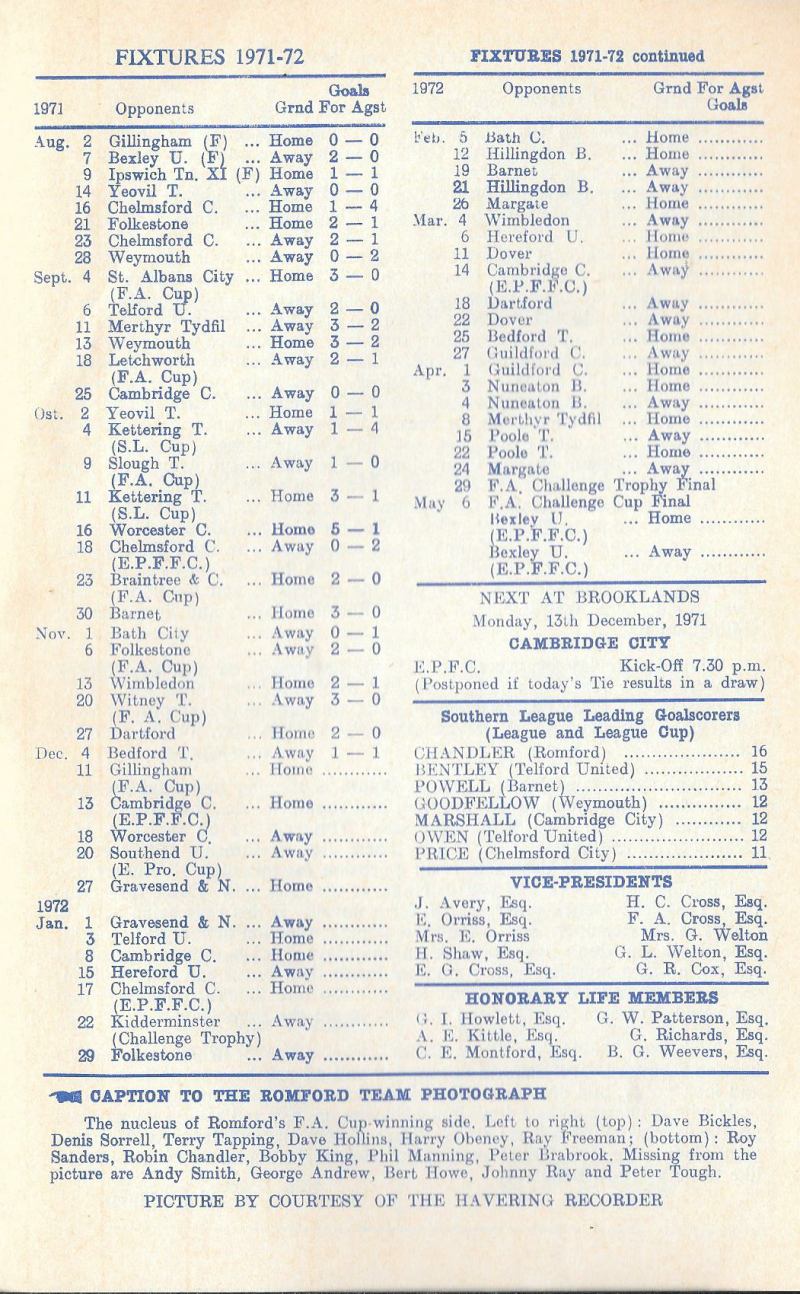 FIXTURES 1971-72
Goals
1971 Opponents Grnd For Agst
Aug. 2 Gillingham (F) ... Home 0 — 0
7 Bexley U. (F) ... Away 2 — 0
9 Ipswich Tn. XI (F) Home 1 — 1
14 Yeovil T. ... Away 0 — 0
16 Chelmsford C. ... Home 1 — 4
21 Folkestone ... Home 2 — 1
23 Chelmsford C. ... Away 2 — 1
28 Weymouth ... Away 0 — 2
Sept. 4 St. Albans City ... Home 3 — 0
(F.A. Cup)
6 Telford U. ... Away 2 — 0
11 Merthyr Tydfil ... Away 3 — 2
13 Weymouth ... Home 3 — 2
18 Letchworth ... Away 2 — 1
(F.A. Cup)
25 Cambridge C. ... Away 0 — 0
Ost. 2 Yeovil T. ... Home 1 — 1
4 Kettering T. ... Away 1 — 4
(S.L. Cup)
9 Slough T. ... Away 1 — 0
(F.A. Cup)
11 Kettering T. ... Home 3 — 1
(S.L. Cup)
16 Worcester C. ... Home 5 — 1
18 Chelmsford C. ... Away 0 — 2
(E.P.F.F.C.)
23 Braintree & C. ... Home 2 — 0
(F.A. Cup)
30 Barnet ... Home 3 — 0
Nov. 1 Bath City ... Away 0 — 1
6 Folkestone ... Away 2 — 0
(F.A. Cup)
13 Wimbledon ... Home 2 — 1
20 Witney T. ... Away 3 — 0
(F. A. Cup)
27 Dartford ... Home 2 — 0
Dec. 4 Bedford T. ... Away 1 — 1
11 Gillingham ... Home ............
(F.A. Cup)
13 Cambridge C. ... Home ............
(E.P.F.F.C.)
18 Worcester C. ... Away ............
20 Southend U. ... Away ............
(E. Pro. Cup)
27 Gravesend & N. ... Home ............
1972
Jan. 1 Gravesend & N. ... Away ............
3 Telford U. ... Home ............
8 Cambridge C. ... Home ............
15 Hereford U. ... Away ............
17 Chelmsford C. ... Home ............
(E.P.F.F.C.)
22 Kidderminster ... Away ............
(Challenge Trophy)
29 Folkestone ... Away ............
FIXTURES 1971-72 continued
1972 Opponents Grnd For Agst
Goals
Feb. 5 Bath C. ... Home ............
12 Hillingdon B. ... Home ............
19 Barnet ... Away ............
21 Hillingdon B. ... Away ............
26 Margate ... Home ............
Mar. 4 Wimbledon ... Away ............
6 Hereford U. ... Home ............
11 Dover ... Home ............
14 Cambridge C. ... Away ............
(E.P.F.F.C.)
18 Dartford ... Away ............
22 Dover ... Away ............
25 Bedford T. ... Home ............
27 Guildford C. ... Away ............
Apr. 1 Guildford C. ... Home ............
3 Nuneaton B. ... Home ............
4 Nuneaton B. ... Away ............
8 Merthyr Tydfil ... Home ............
15 Poole T. ... Away ............
22 Poole T. ... Home ............
24 Margate ... Away ............
29 F.A. Challenge Trophy Final
May 6 F.A. Challenge Cup Final
Bexley U. ... Home ............
(E.P.F.F.C.)
Bexley U. ... Away ............
(E.P.F.F.C.)
NEXT AT BROOKLANDS
Monday, 13th December, 1971
CAMBRIDGE CITY
E.P.F.C. Kick-Off 7.30 p.m.
(Postponed if today's Tie results in a draw)
Southern League Leading Goalscorers
(League and League Cup)
CHANDLER (Romford) ..................... 16
BENTLEY (Telford United) ................. 15
POWELL (Barnet) ............................ 13
GOODFELLOW (Weymouth) .............. 12
MARSHALL (Cambridge City) ............ 12
OWEN (Telford United) ...................... 12
PRICE (Chelmsford City) ..................... 11
VICE-PRESIDENTS
J. Avery, Esq. H. C. Cross, Esq.
E. Orriss, Esq. F. A. Cross, Esq.
Mrs. E. Orriss Mrs. G. Welton
H. Shaw, Esq. G. L. Welton, Esq.
E. G. Cross, Esq. G. R. Cox, Esq.
HONORARY LIFE MEMBERS
G. I. Howlett, Esq. G. W. Patterson, Esq.
A. E. Kittle, Esq. G. Richards, Esq.
C. E. Montford, Esq. B. G. Weevers, Esq.
CAPTION TO THE ROMFORD TEAM PHOTOGRAPH
The nucleus of Romford's F.A. Cup-winning side. Left to right (top) : Dave Bickles,
Denis Sorrell, Terry Tapping, Dave Hollins, Harry Obeney, Ray Freeman; (bottom) : Roy
Sanders, Robin Chandler, Bobby King, Phil Manning, Peter Brabrook. Missing from the
picture are Andy Smith, George Andrew, Bert Howe, Johnny Ray and Peter Tough.
PICTURE BY COURTESY OF THE HAVERING RECORDER